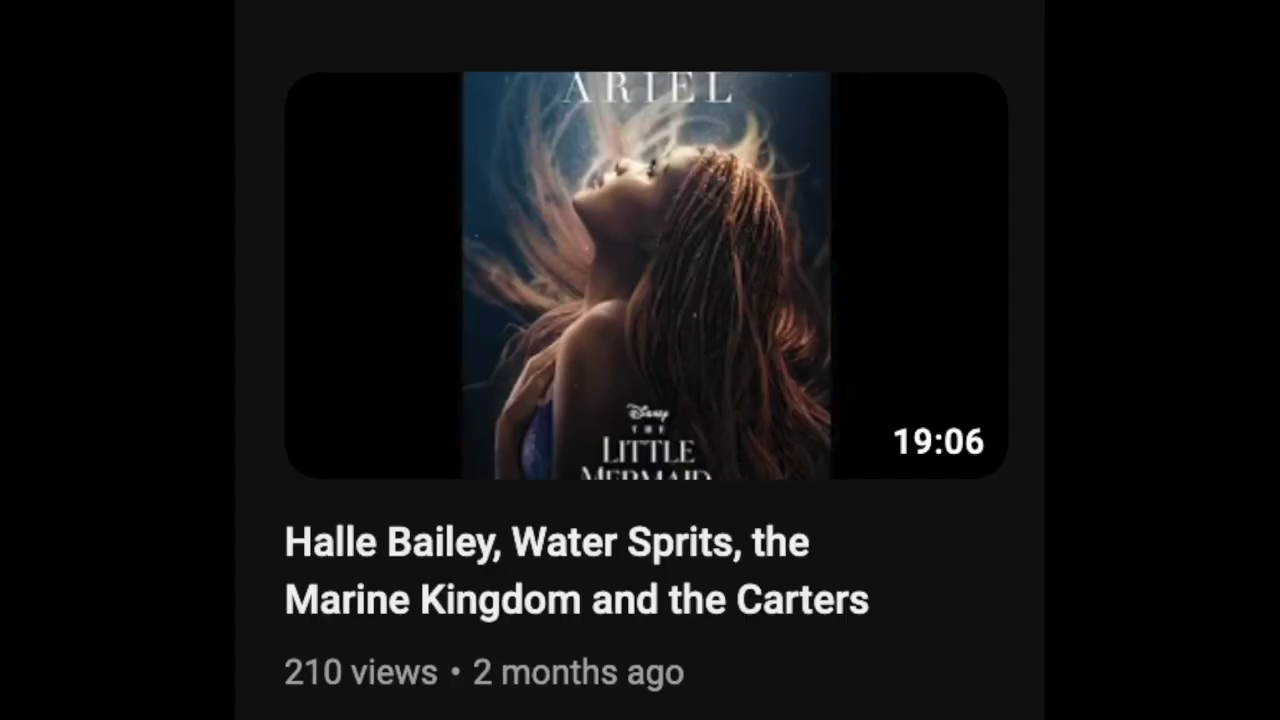 ARIEL
Disney
THE
LITTLE
MERMAID
19:06
Halle Bailey, Water Sprits, the
Marine Kingdom and the Carters
210 views • 2 months ago